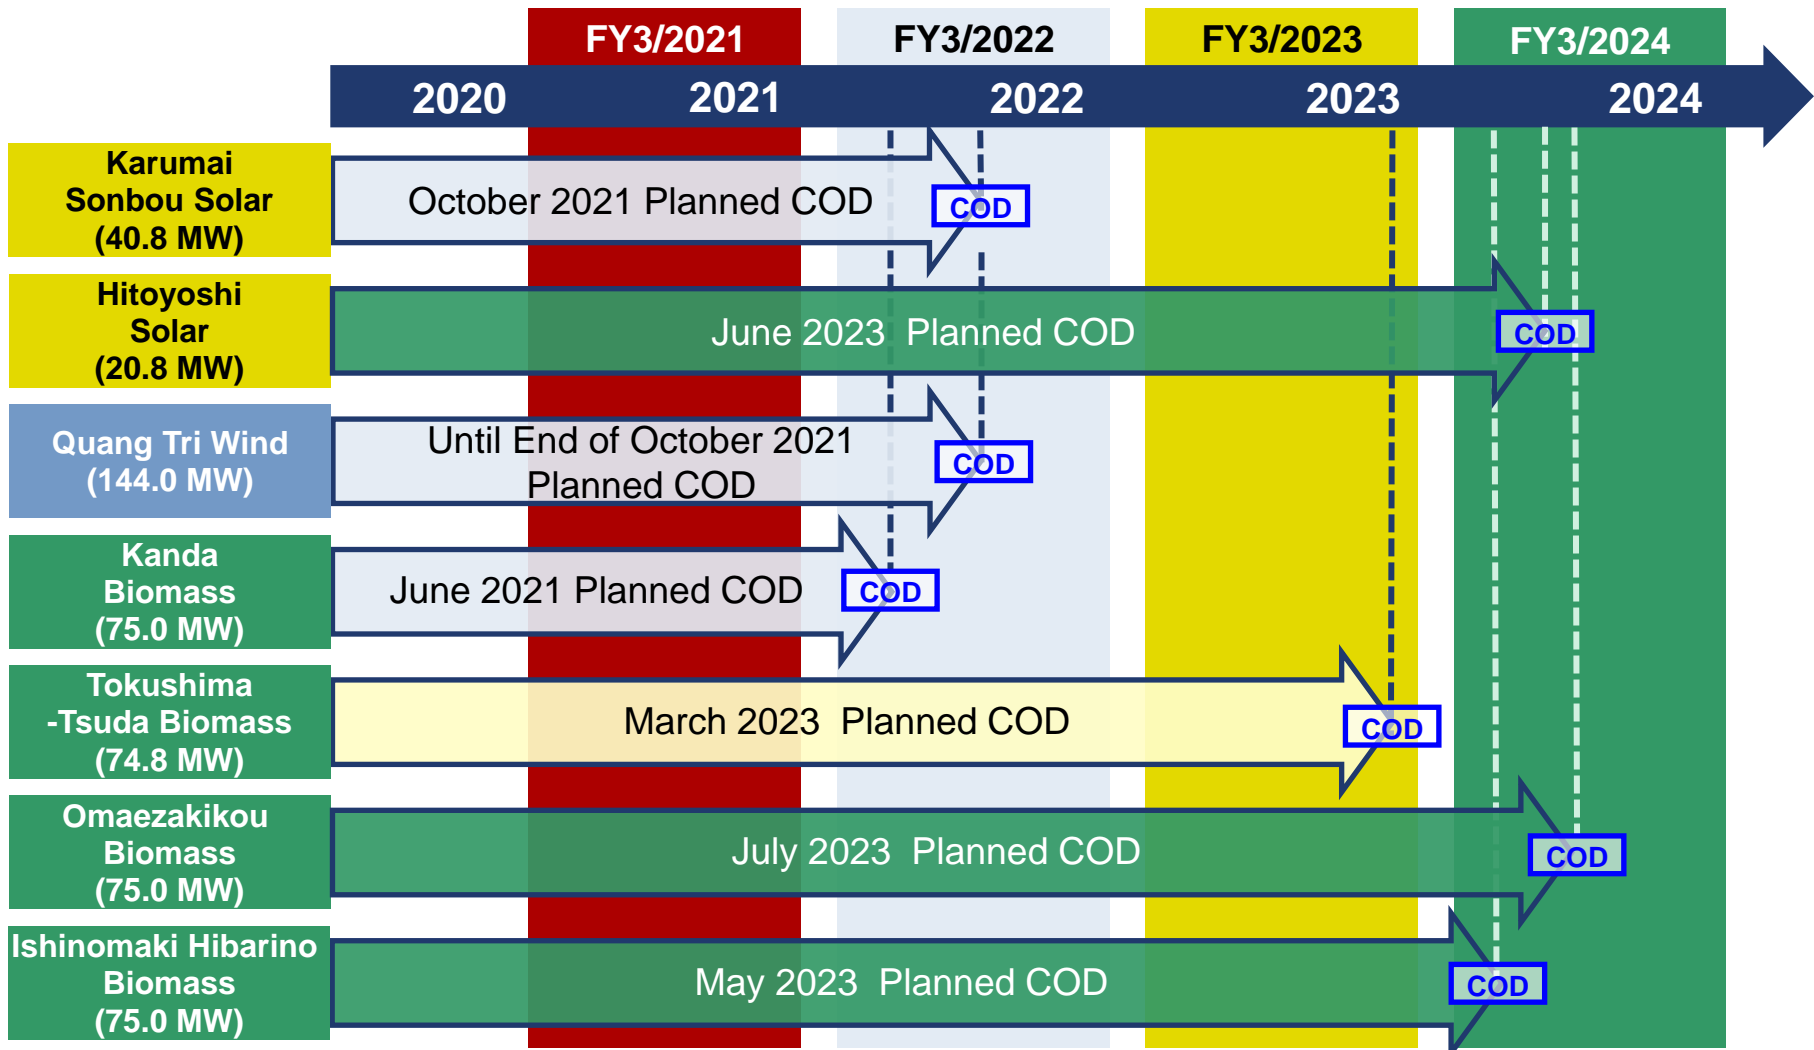 FY3/2021 FY3/2022 FY3/2023 FY3/2024
2020 2021 2022 2023 2024
Karumai
Sonbou Solar
(40.8 MW)
October 2021 Planned COD
COD
Hitoyoshi
Solar
(20.8 MW)
June 2023 Planned COD
COD
Quang Tri Wind
(144.0 MW)
Until End of October 2021
Planned COD
COD
Kanda
Biomass
(75.0 MW)
June 2021 Planned COD
COD
Tokushima
-Tsuda Biomass
(74.8 MW)
March 2023 Planned COD
COD
Omaezakikou
Biomass
(75.0 MW)
July 2023 Planned COD
COD
Ishinomaki Hibarino
Biomass
(75.0 MW)
May 2023 Planned COD
COD